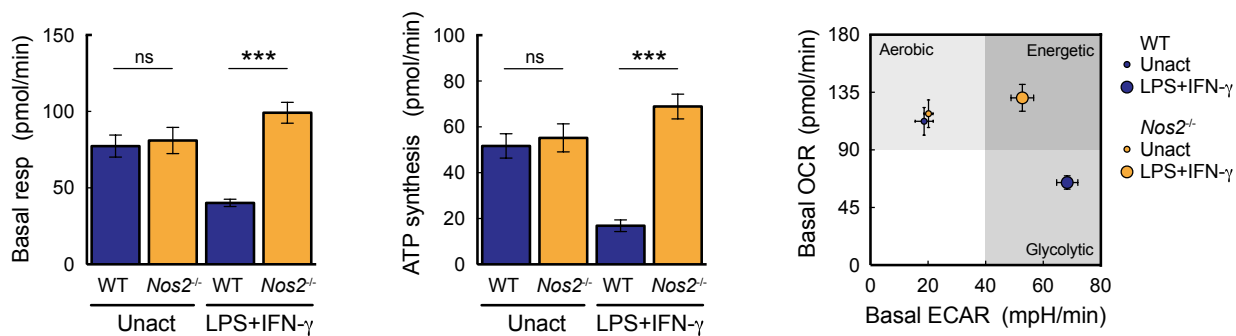 Basal resp (pmol/min)
150
100
50
0
ns
***
WT
Nos2-/-
WT
Nos2-/-
Unact
LPS+IFN-γ
ATP synthesis (pmol/min)
100
80
60
40
20
0
ns
***
WT
Nos2-/-
WT
Nos2-/-
Unact
LPS+IFN-γ
Basal OCR (pmol/min)
180
135
90
45
0
Aerobic
Energetic
Glycolytic
0
20
40
60
80
Basal ECAR (mpH/min)
WT
Unact
LPS+IFN-γ
Nos2-/-
Unact
LPS+IFN-γ